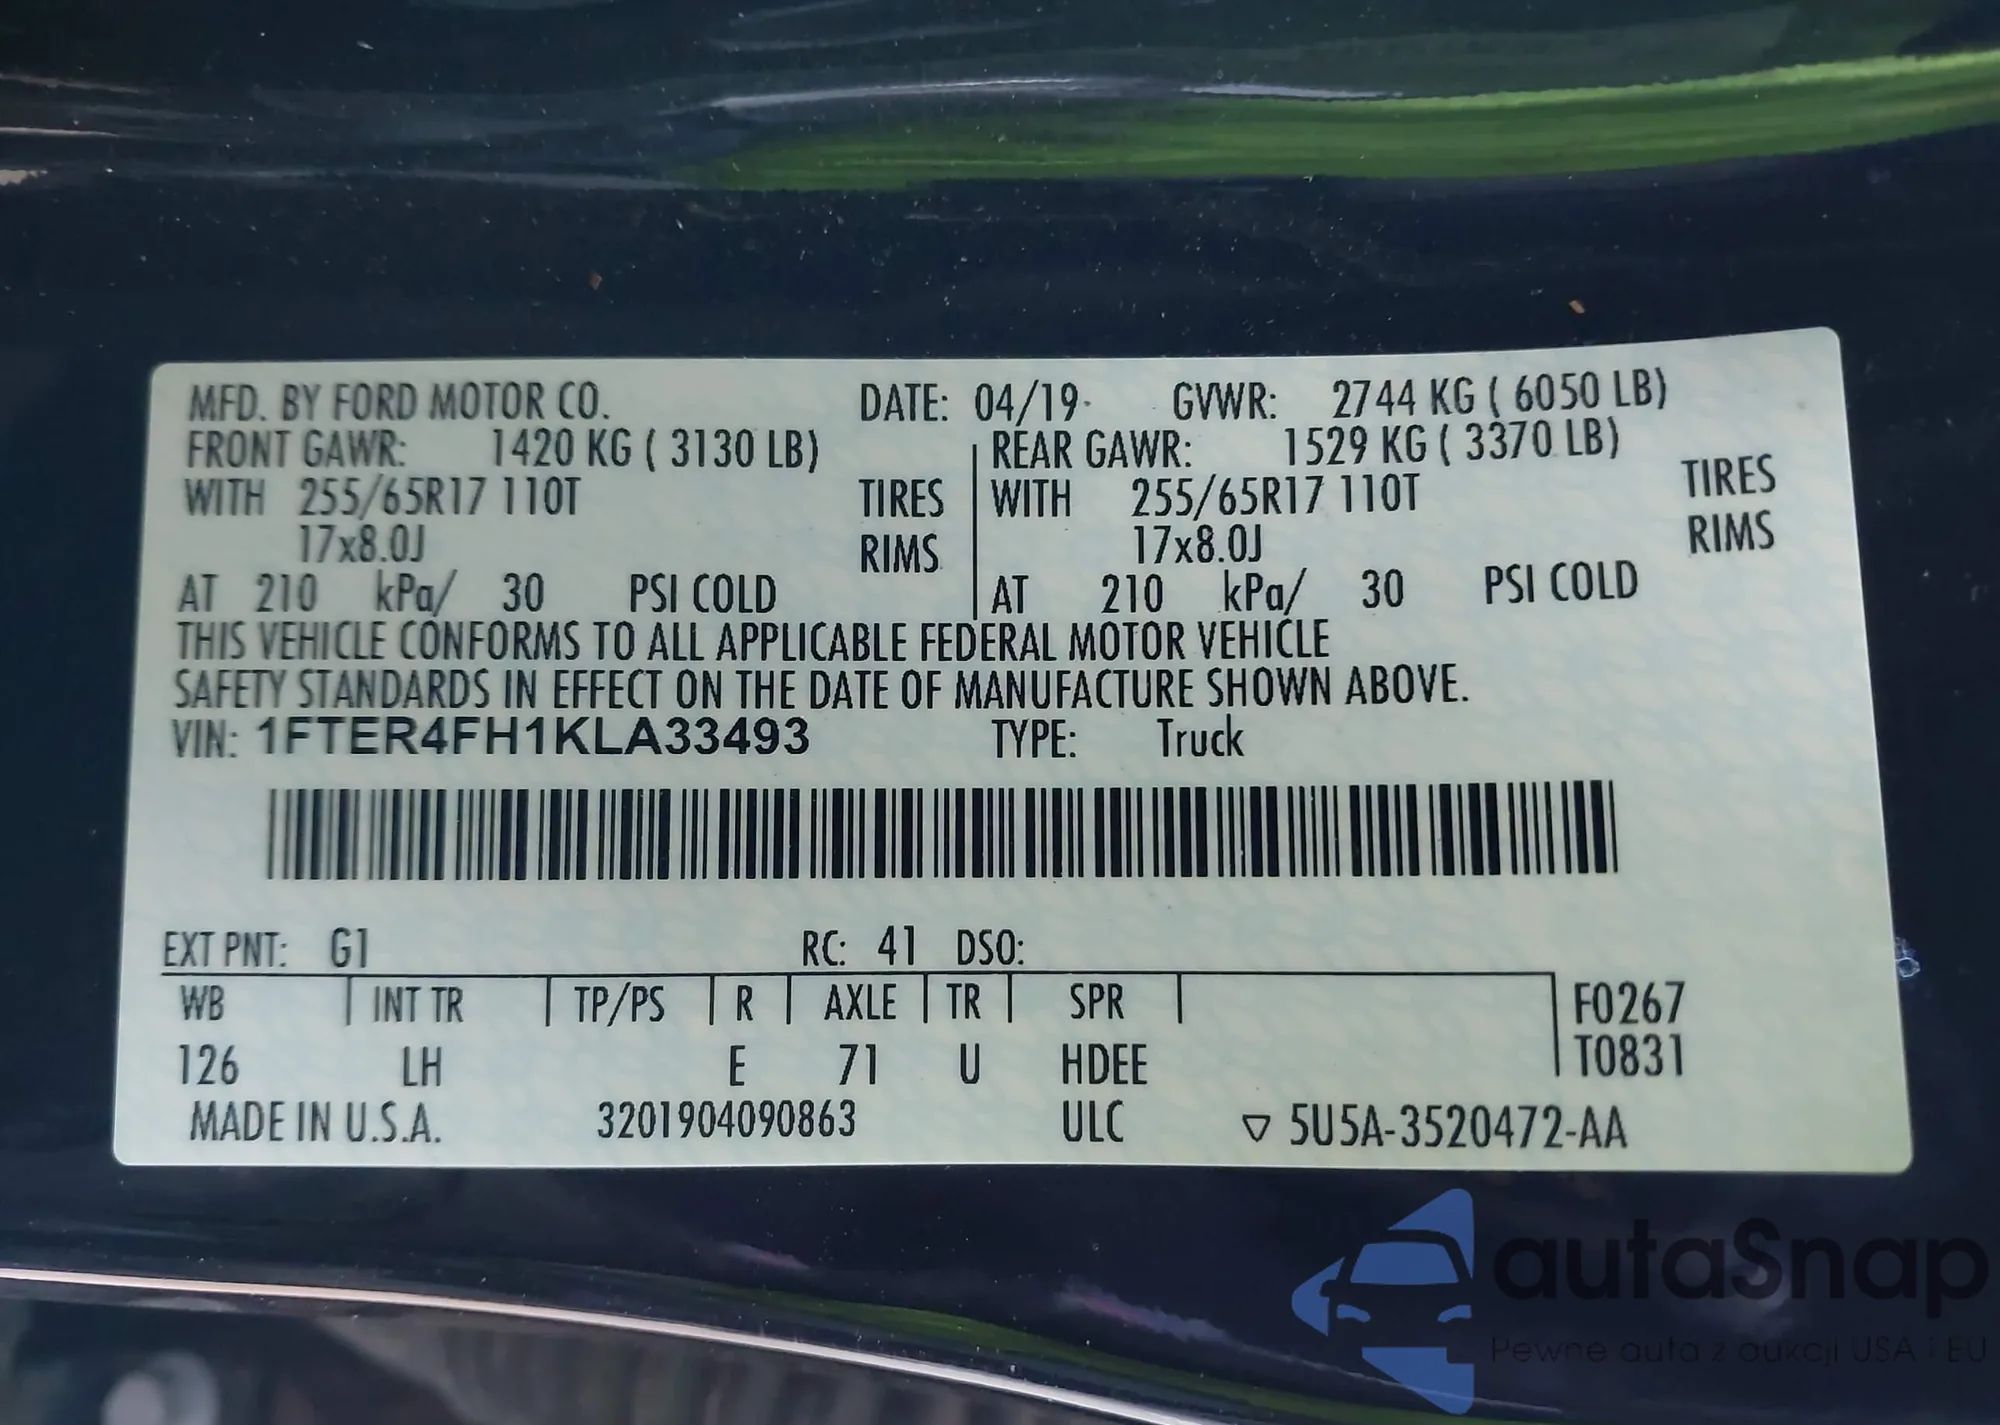 MFD. BY FORD MOTOR CO. DATE: 04/19 GVWR: 2744 KG ( 6050 LB)
FRONT GAWR: 1420 KG ( 3130 LB) REAR GAWR: 1529 KG ( 3370 LB)
WITH 255/65R17 110T TIRES WITH 255/65R17 110T TIRES
17x8.0J RIMS 17x8.0J RIMS
AT 210 kPa/ 30 PSI COLD AT 210 kPa/ 30 PSI COLD
THIS VEHICLE CONFORMS TO ALL APPLICABLE FEDERAL MOTOR VEHICLE
SAFETY STANDARDS IN EFFECT ON THE DATE OF MANUFACTURE SHOWN ABOVE.
VIN: 1FTER4FH1KLA33493 TYPE: Truck
EXT PNT: G1 RC: 41 DSO:
WB INT TR TP/PS R AXLE TR SPR F0267
126 LH E 71 U HDEE T0831
MADE IN U.S.A. 3201904090863 ULC ▽ 5U5A-3520472-AA
autaSnap
Pewne auta z aukcji USA i EU